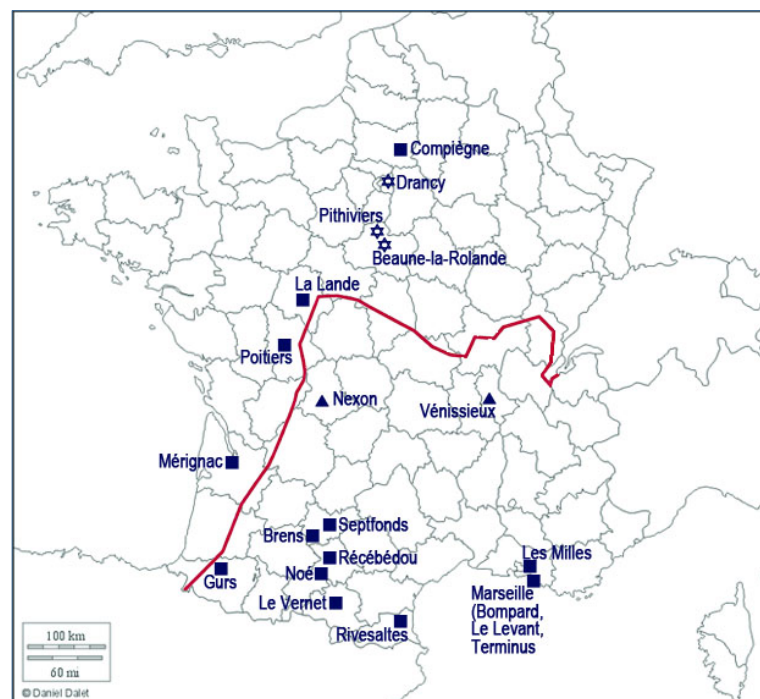 Compiègne
Drancy
Pithiviers
Beaune-la-Rolande
La Lande
Poitiers
Nexon
Vénissieux
Mérignac
Septfonds
Brens
Récébédou
Les Milles
Gurs
Noé
Marseille
(Bompard,
Le Levant,
Terminus
Le Vernet
Rivesaltes
100 km
60 mi
© Daniel Dalet